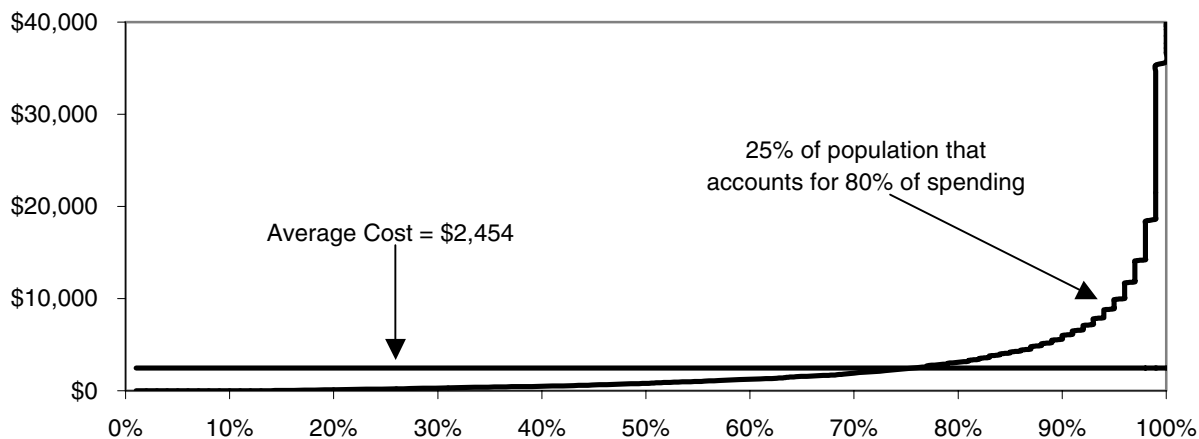 $40,000
$30,000
$20,000
$10,000
$0
25% of population that
accounts for 80% of spending
Average Cost = $2,454
0% 10% 20% 30% 40% 50% 60% 70% 80% 90% 100%